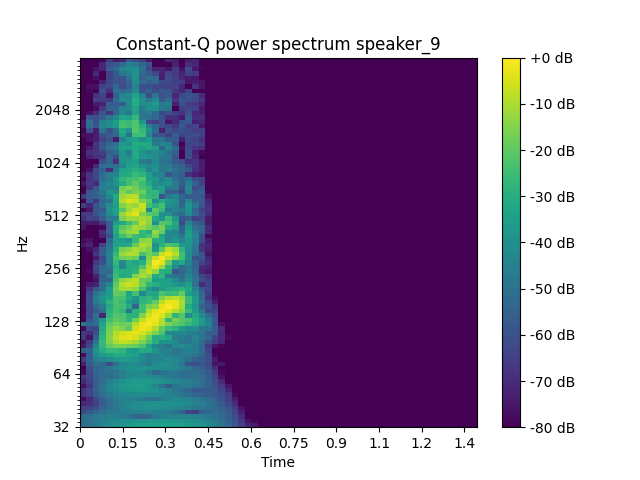 Constant-Q power spectrum speaker_9
Hz
2048
1024
512
256
128
64
32
0 0.15 0.3 0.45 0.6 0.75 0.9 1.1 1.2 1.4
Time
+0 dB
-10 dB
-20 dB
-30 dB
-40 dB
-50 dB
-60 dB
-70 dB
-80 dB